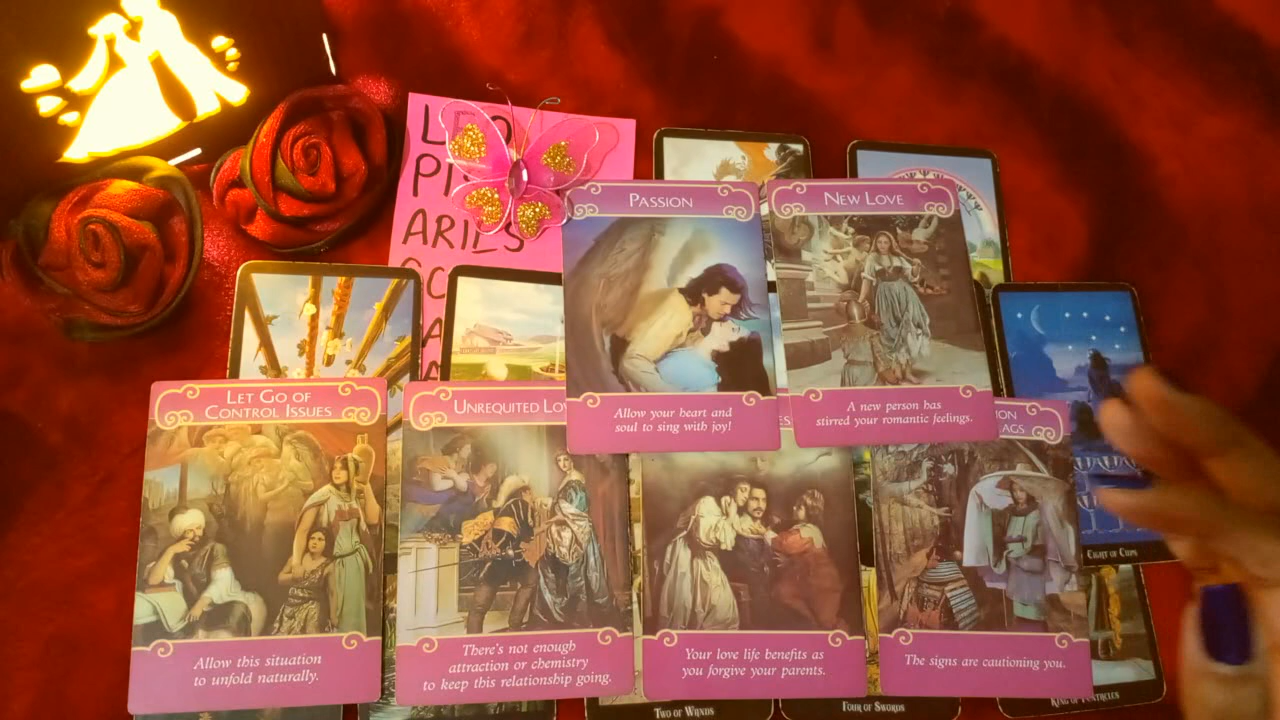 LEO
ARIES
PASSION
Allow your heart and
soul to sing with joy!
NEW LOVE
A new person has
stirred your romantic feelings.
LET GO OF
CONTROL ISSUES
Allow this situation
to unfold naturally.
UNREQUITED
There's not enough
attraction or chemistry
to keep this relationship going.
Your love life benefits as
you forgive your parents.
The signs are cautioning you.
EIGHT OF CUPS
TWO OF WANDS
FOUR OF SWORDS
KING OF PENTACLES